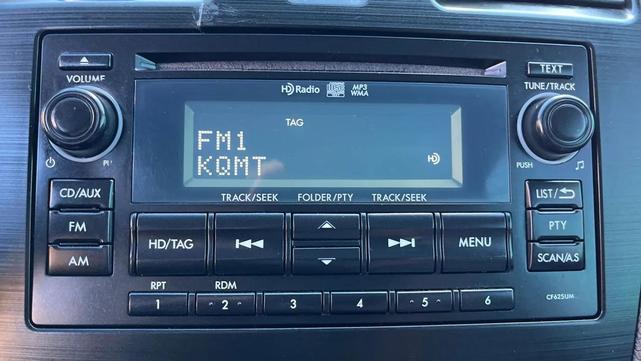 VOLUME
HD Radio
MP3
WMA
TEXT
TUNE/TRACK
TAG
FM1
KQMT
HD
PUSH
CD/AUX
FM
AM
TRACK/SEEK
FOLDER/PTY
TRACK/SEEK
HD/TAG
MENU
LIST/
PTY
SCAN/A.S
RPT
RDM
1
2
3
4
5
6
CF625UM